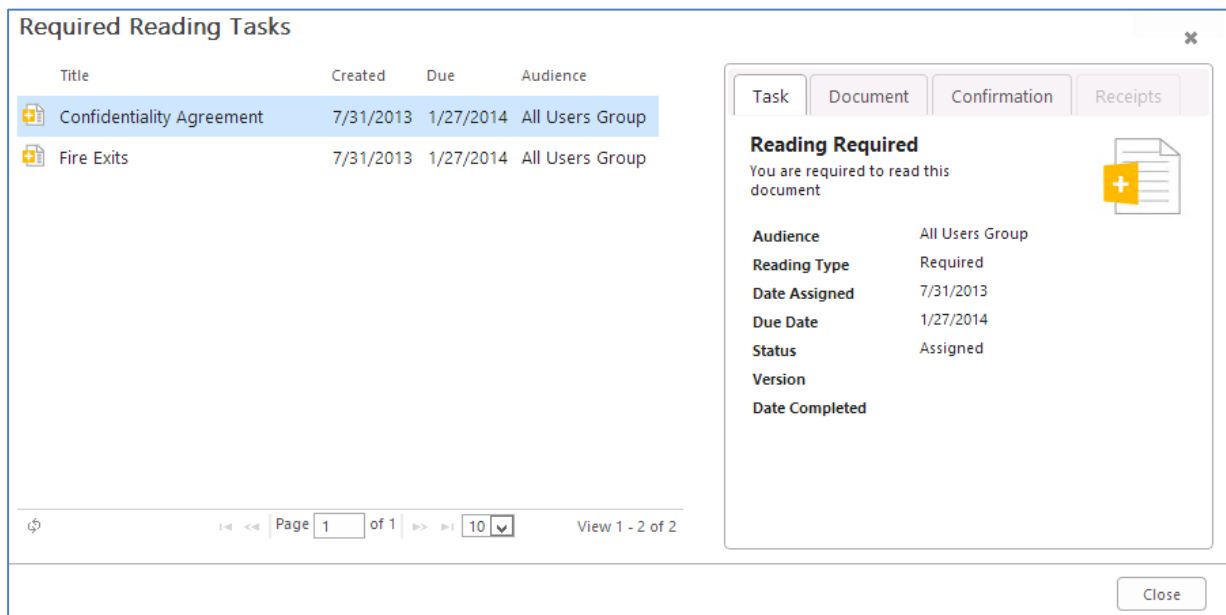 Required Reading Tasks
Title Created Due Audience
Confidentiality Agreement 7/31/2013 1/27/2014 All Users Group
Fire Exits 7/31/2013 1/27/2014 All Users Group
Page 1 of 1 10 View 1 - 2 of 2
Task Document Confirmation Receipts
Reading Required
You are required to read this
document
Audience All Users Group
Reading Type Required
Date Assigned 7/31/2013
Due Date 1/27/2014
Status Assigned
Version
Date Completed
Close